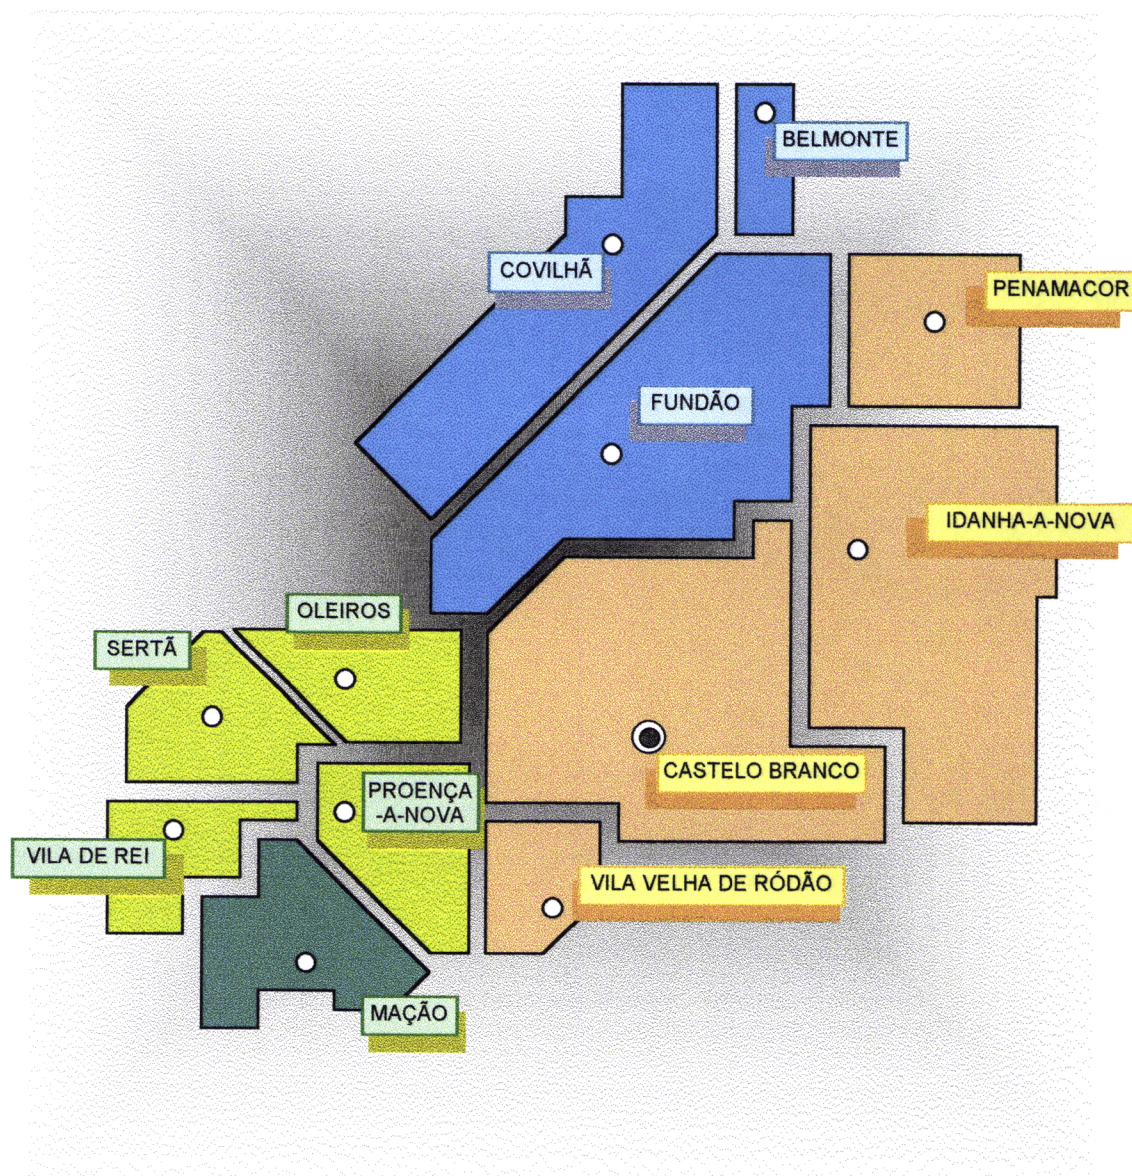 BELMONTE
COVILHÃ
PENAMACOR
FUNDÃO
IDANHA-A-NOVA
OLEIROS
SERTÃ
CASTELO BRANCO
PROENÇA
-A-NOVA
VILA DE REI
VILA VELHA DE RÓDÃO
MAÇÃO